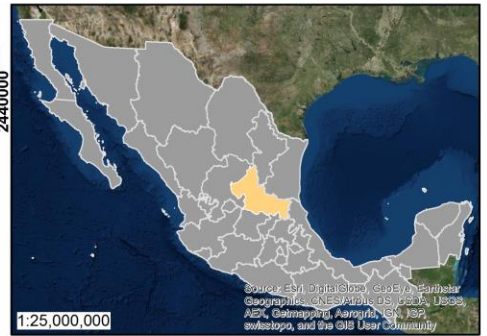 2440000
Source: Esri, DigitalGlobe, GeoEye, Earthstar
Geographics, CNES/Airbus DS, USDA, USGS,
AEX, Getmapping, Aerogrid, IGN, IGP,
swisstopo, and the GIS User Community
1:25,000,000